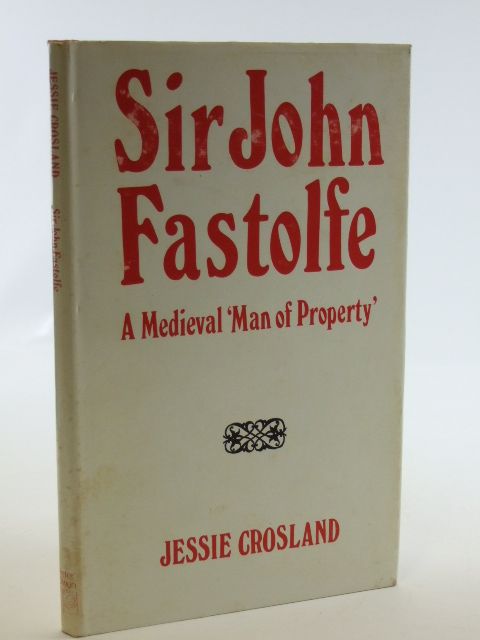 Sir John
Fastolfe
A Medieval 'Man of Property'
JESSIE CROSLAND
JESSIE CROSLAND
Sir John Fastolfe